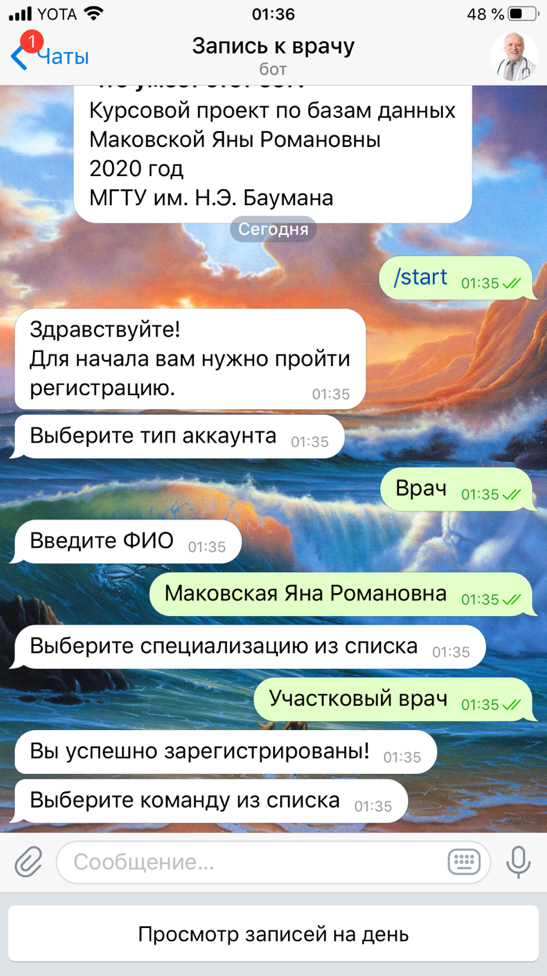 YOTA
01:36
48 %
1
Чаты
Запись к врачу
бот
Курсовой проект по базам данных
Маковской Яны Романовны
2020 год
МГТУ им. Н.Э. Баумана
Сегодня
/start 01:35
Здравствуйте!
Для начала вам нужно пройти
регистрацию. 01:35
Выберите тип аккаунта 01:35
Врач 01:35
Введите ФИО 01:35
Маковская Яна Романовна 01:35
Выберите специализацию из списка 01:35
Участковый врач 01:35
Вы успешно зарегистрированы! 01:35
Выберите команду из списка 01:35
Сообщение...
Просмотр записей на день